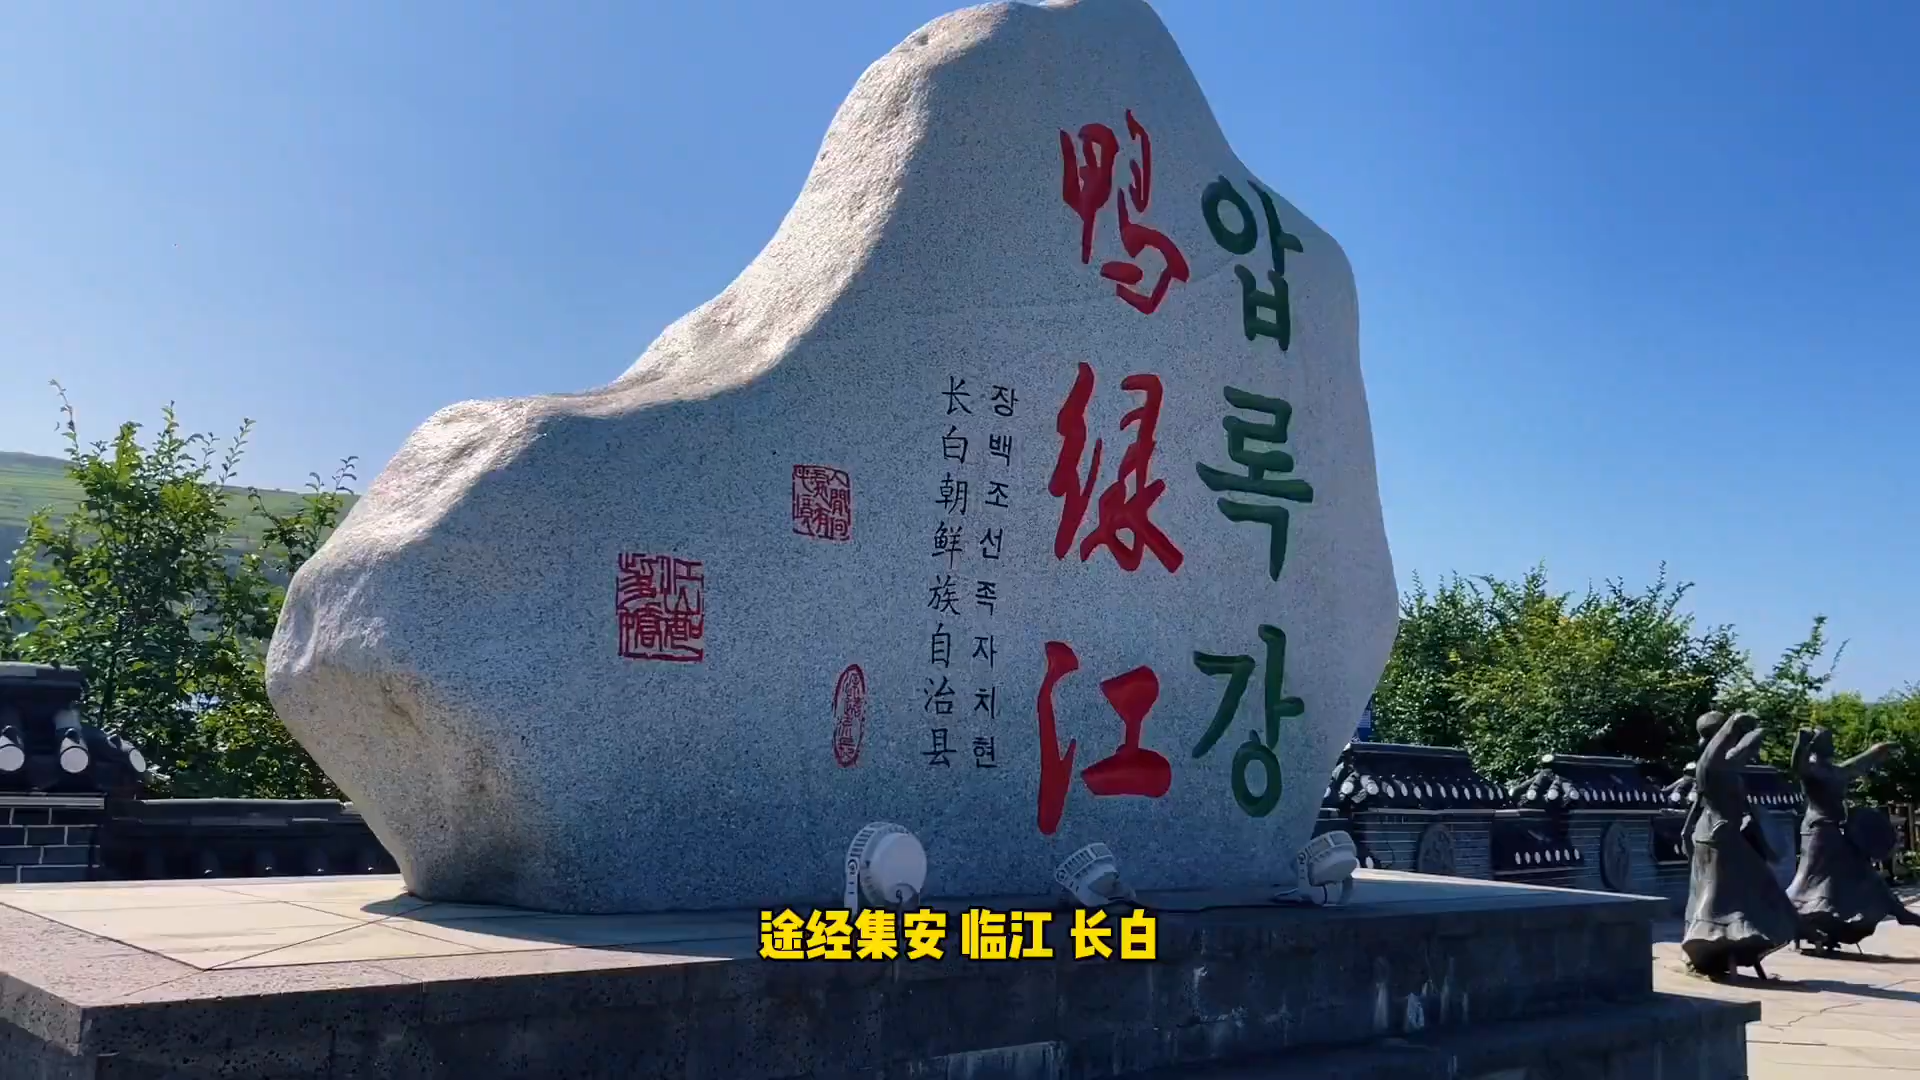 압록강
鸭绿江
장백조선족자치현
长白朝鲜族自治县
途经集安 临江 长白